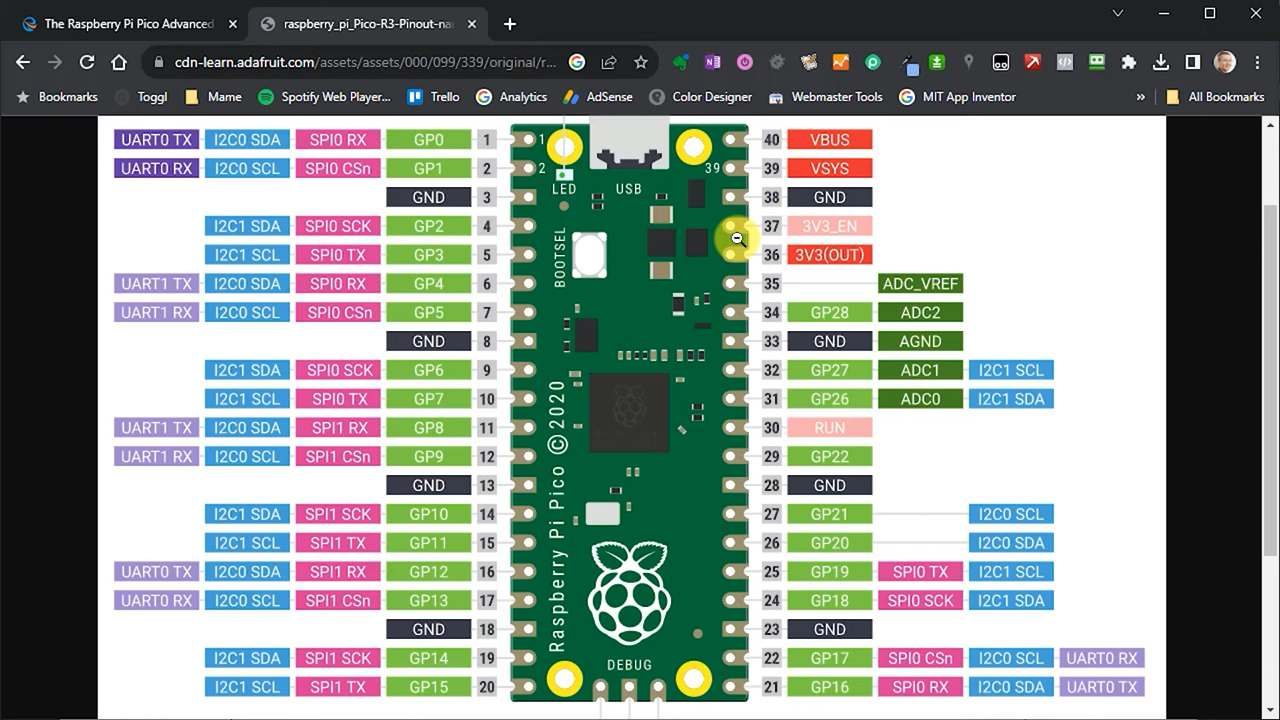 The Raspberry Pi Pico Advanced
raspberry_pi_Pico-R3-Pinout-na
cdn-learn.adafruit.com/assets/assets/000/099/339/original/r...
Bookmarks Toggl Mame Spotify Web Player... Trello Analytics AdSense Color Designer Webmaster Tools MIT App Inventor » All Bookmarks
UART0 TX I2C0 SDA SPI0 RX GP0 1 1 40 VBUS
UART0 RX I2C0 SCL SPI0 CSn GP1 2 2 39 39 VSYS
LED USB
GND 3 38 GND
I2C1 SDA SPI0 SCK GP2 4 37 3V3_EN
BOOTSEL
I2C1 SCL SPI0 TX GP3 5 36 3V3(OUT)
UART1 TX I2C0 SDA SPI0 RX GP4 6 35 ADC_VREF
UART1 RX I2C0 SCL SPI0 CSn GP5 7 34 GP28 ADC2
GND 8 33 GND AGND
I2C1 SDA SPI0 SCK GP6 9 32 GP27 ADC1 I2C1 SCL
I2C1 SCL SPI0 TX GP7 10 31 GP26 ADC0 I2C1 SDA
UART1 TX I2C0 SDA SPI1 RX GP8 11 30 RUN
UART1 RX I2C0 SCL SPI1 CSn GP9 12 29 GP22
GND 13 28 GND
Raspberry Pi Pico © 2020
I2C1 SDA SPI1 SCK GP10 14 27 GP21 I2C0 SCL
I2C1 SCL SPI1 TX GP11 15 26 GP20 I2C0 SDA
UART0 TX I2C0 SDA SPI1 RX GP12 16 25 GP19 SPI0 TX I2C1 SCL
UART0 RX I2C0 SCL SPI1 CSn GP13 17 24 GP18 SPI0 SCK I2C1 SDA
GND 18 23 GND
I2C1 SDA SPI1 SCK GP14 19 DEBUG 22 GP17 SPI0 CSn I2C0 SCL UART0 RX
I2C1 SCL SPI1 TX GP15 20 21 GP16 SPI0 RX I2C0 SDA UART0 TX